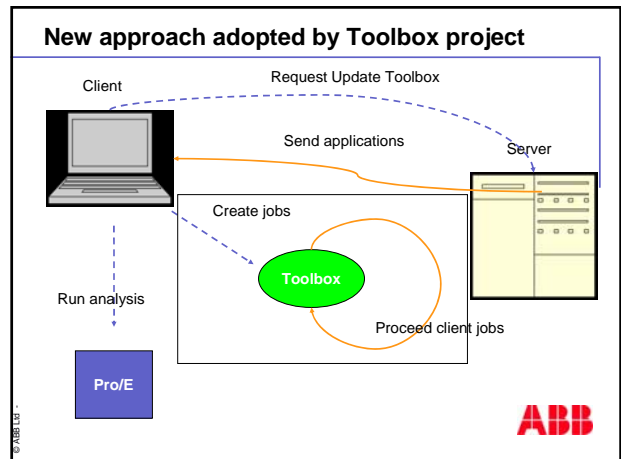 New approach adopted by Toolbox project
Request Update Toolbox
Client
Send applications
Server
Create jobs
Toolbox
Run analysis
Proceed client jobs
Pro/E
ABB
© ABB Ltd -